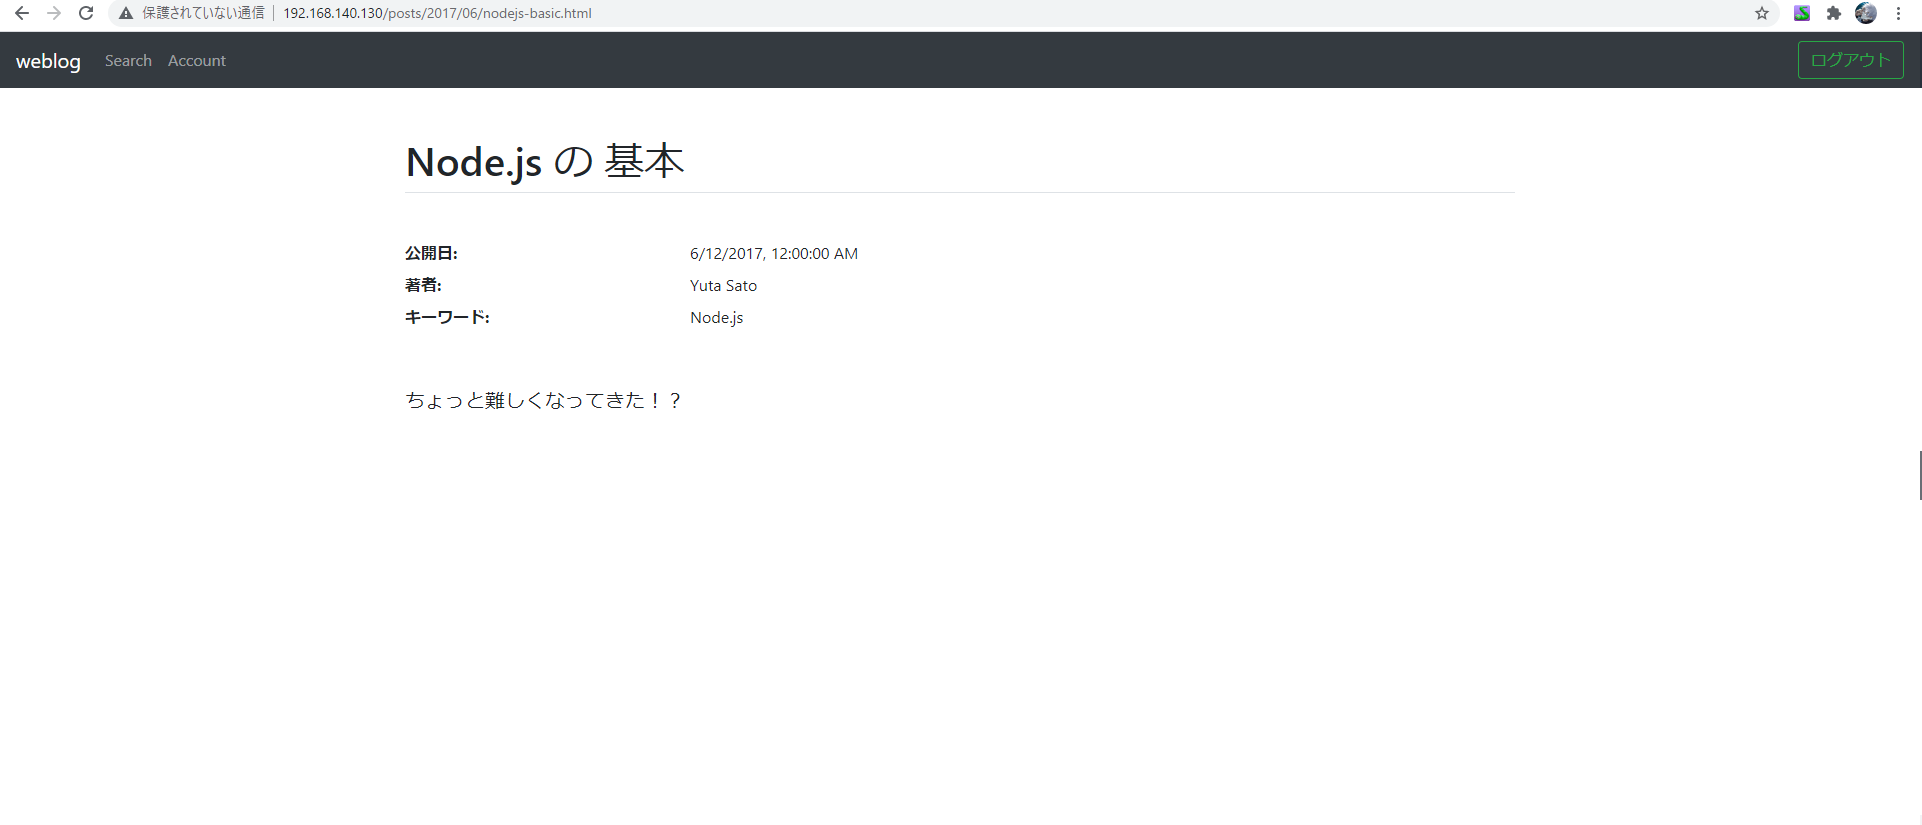 保護されていない通信 192.168.140.130/posts/2017/06/nodejs-basic.html
weblog Search Account ログアウト
Node.js の 基本
公開日: 6/12/2017, 12:00:00 AM
著者: Yuta Sato
キーワード: Node.js
ちょっと難しくなってきた！？